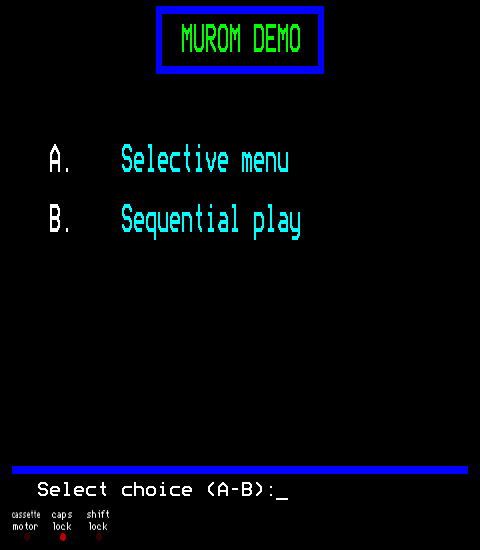 MUROM DEMO
A. Selective menu
B. Sequential play
Select choice (A-B):_
cassette motor caps lock shift lock